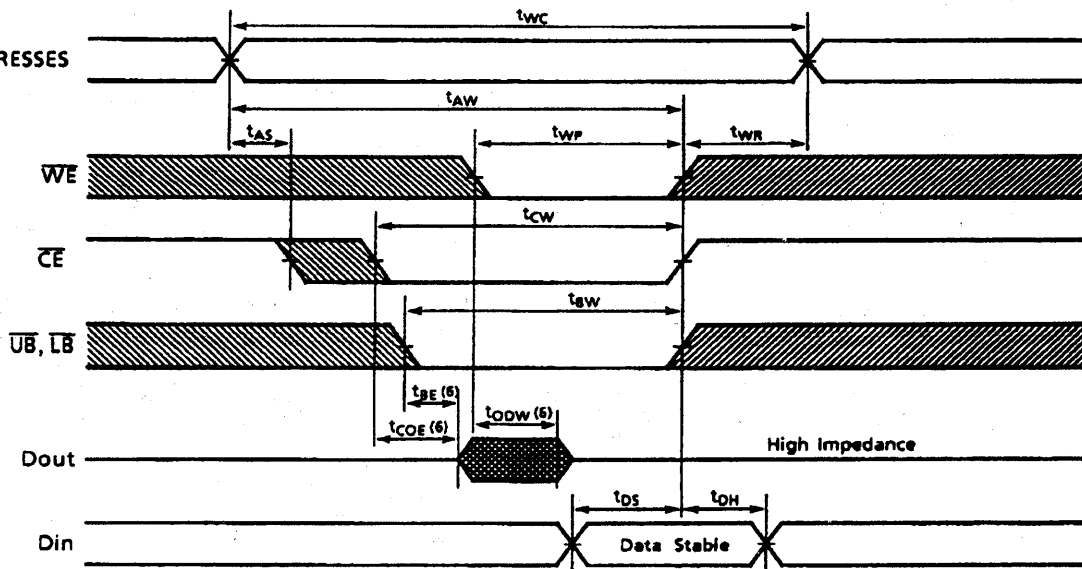 tWC
RESSES
tAW
tAS
tWP
tWR
WE
tCW
CE
tBW
UB, LB
tBE (6)
tODW (6)
tCOE (6)
High Impedance
Dout
tDS
tDH
Din
Data Stable